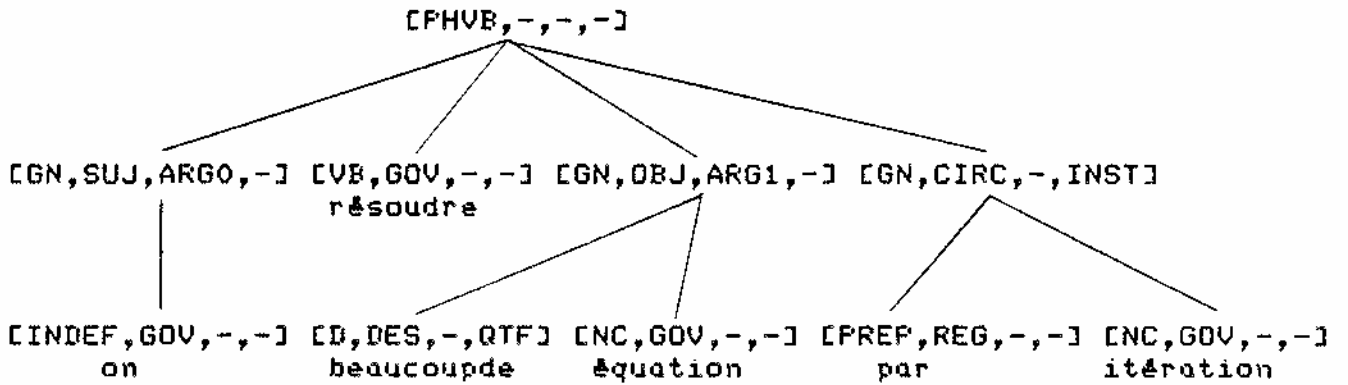 [PHVB,-,-,-]
[GN,SUJ,ARG0,-] [VB,GOV,-,-] [GN,OBJ,ARG1,-] [GN,CIRC,-,INST]
résoudre
[INDEF,GOV,-,-] [D,DES,-,QTF] [NC,GOV,-,-] [PREP,REG,-,-] [NC,GOV,-,-]
on beaucoupde équation par itération